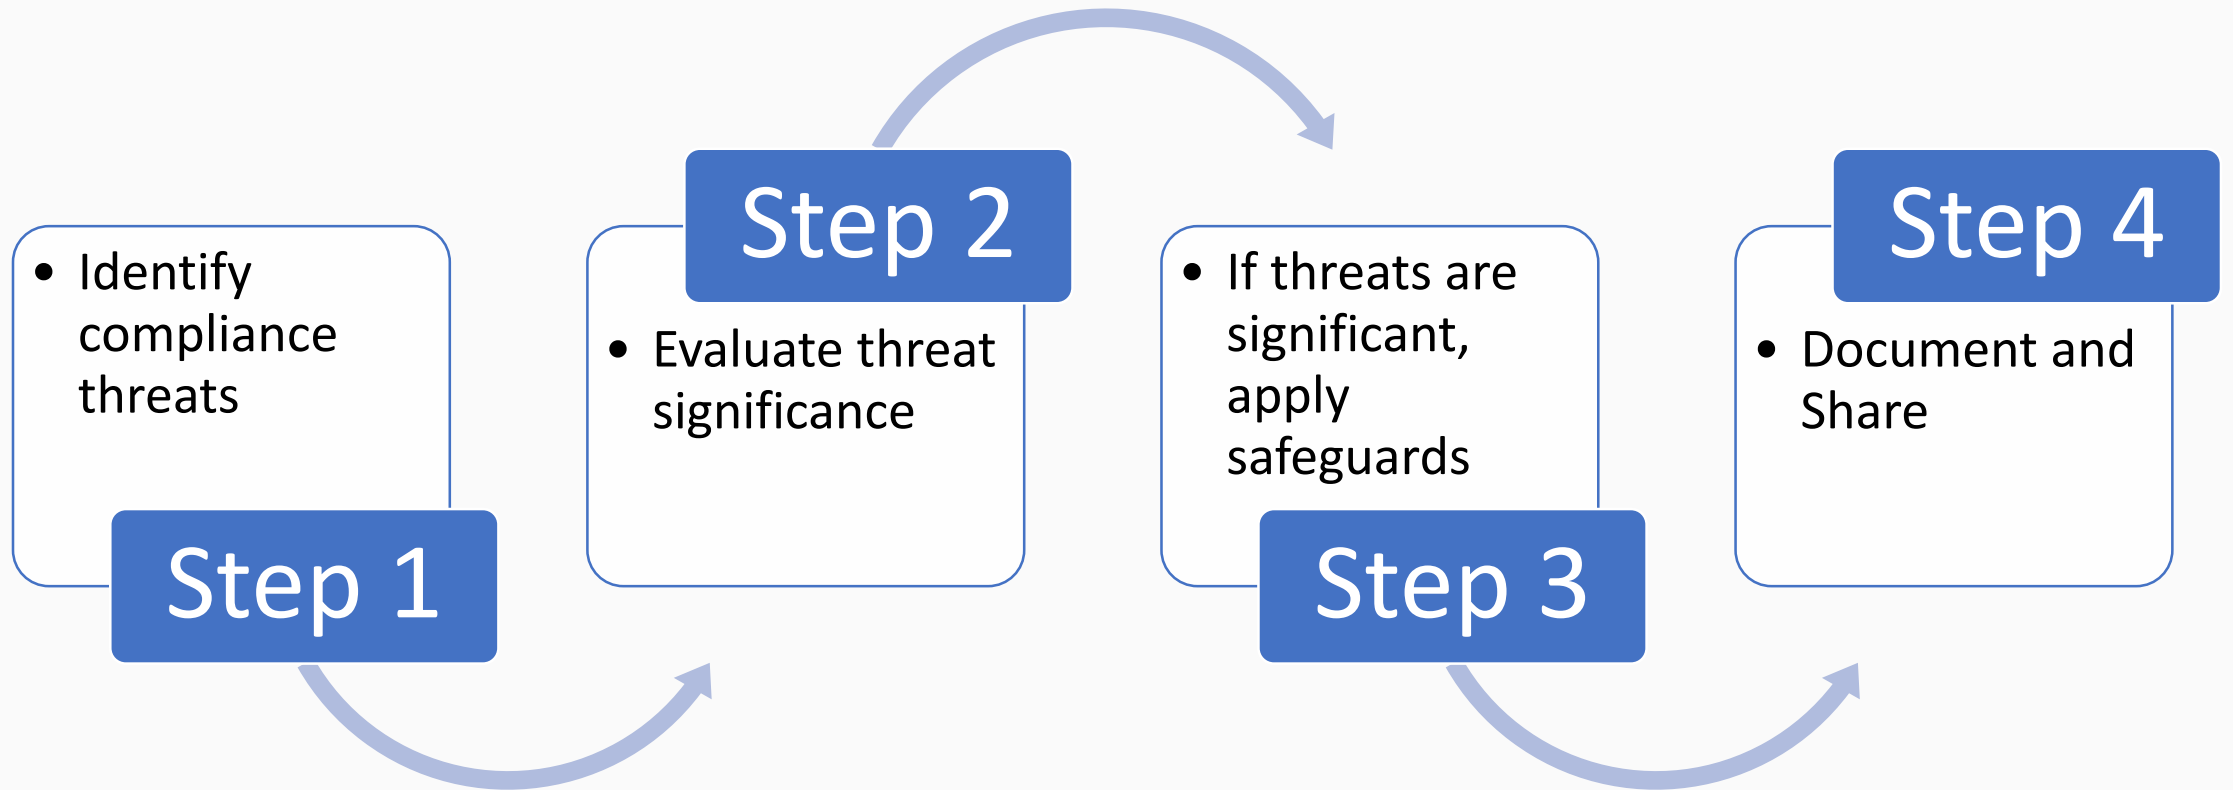 • Identify
compliance
threats
Step 1
Step 2
• Evaluate threat
significance
• If threats are
significant,
apply
safeguards
Step 3
Step 4
• Document and
Share